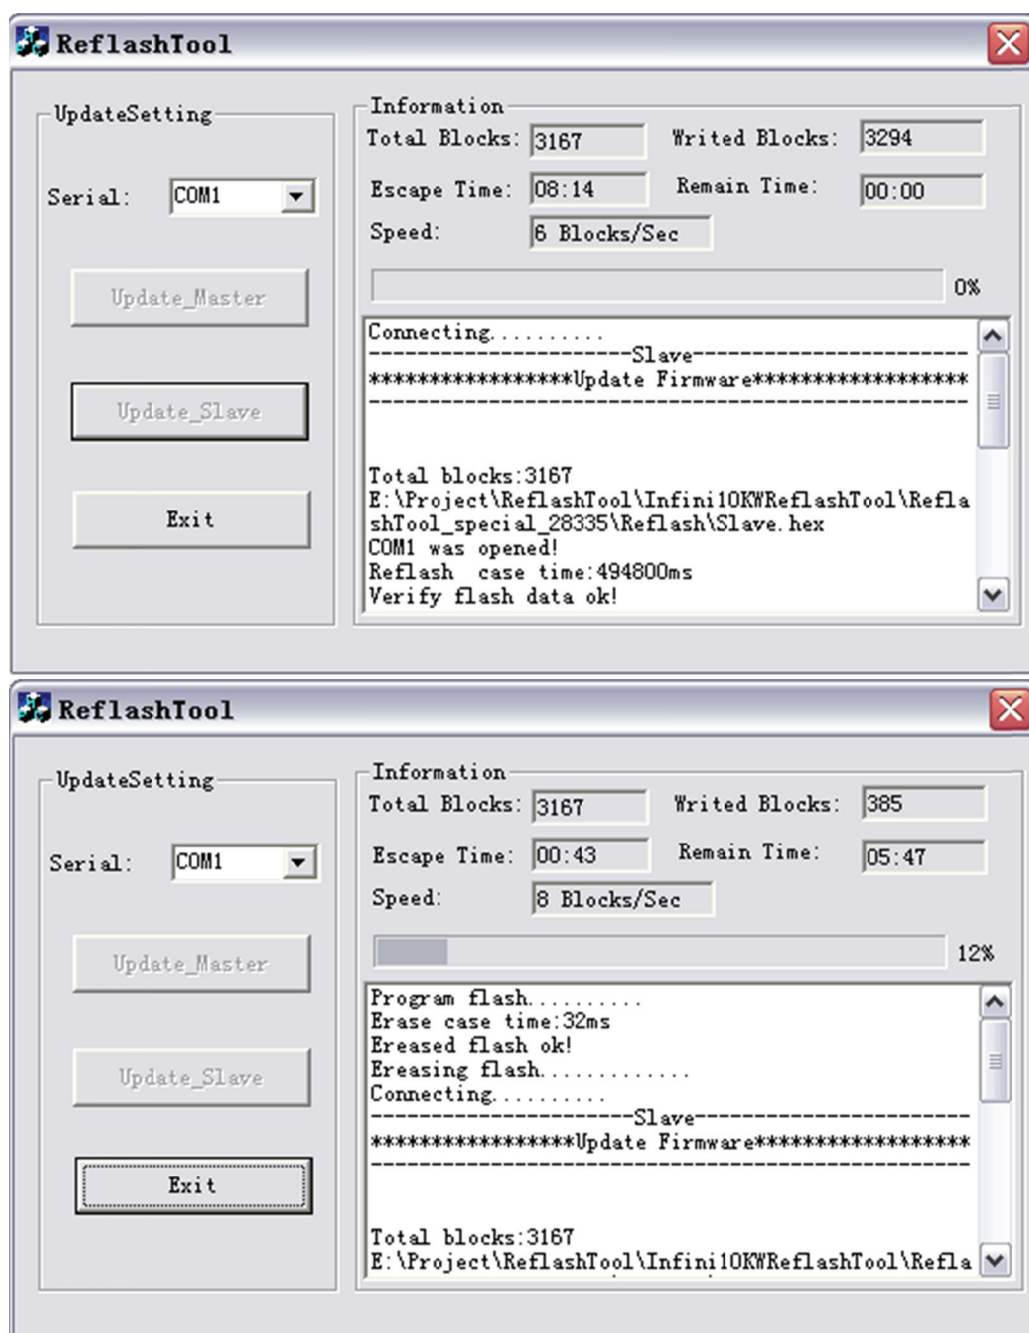 ReflashTool
UpdateSetting
Serial: COM1
Update_Master
Update_Slave
Exit
Information
Total Blocks: 3167 Writed Blocks: 3294
Escape Time: 08:14 Remain Time: 00:00
Speed: 6 Blocks/Sec
0%
Connecting..........
----------------------Slave-----------------------
*****************Update Firmware******************
--------------------------------------------------
Total blocks:3167
E:\Project\ReflashTool\Infini10KWReflashTool\Refla
shTool_special_28335\Reflash\Slave.hex
COM1 was opened!
Reflash  case time:494800ms
Verify flash data ok!
ReflashTool
UpdateSetting
Serial: COM1
Update_Master
Update_Slave
Exit
Information
Total Blocks: 3167 Writed Blocks: 385
Escape Time: 00:43 Remain Time: 05:47
Speed: 8 Blocks/Sec
12%
Program flash..........
Erase case time:32ms
Ereased flash ok!
Ereasing flash.............
Connecting..........
----------------------Slave-----------------------
*****************Update Firmware******************
--------------------------------------------------
Total blocks:3167
E:\Project\ReflashTool\Infini10KWReflashTool\Refla